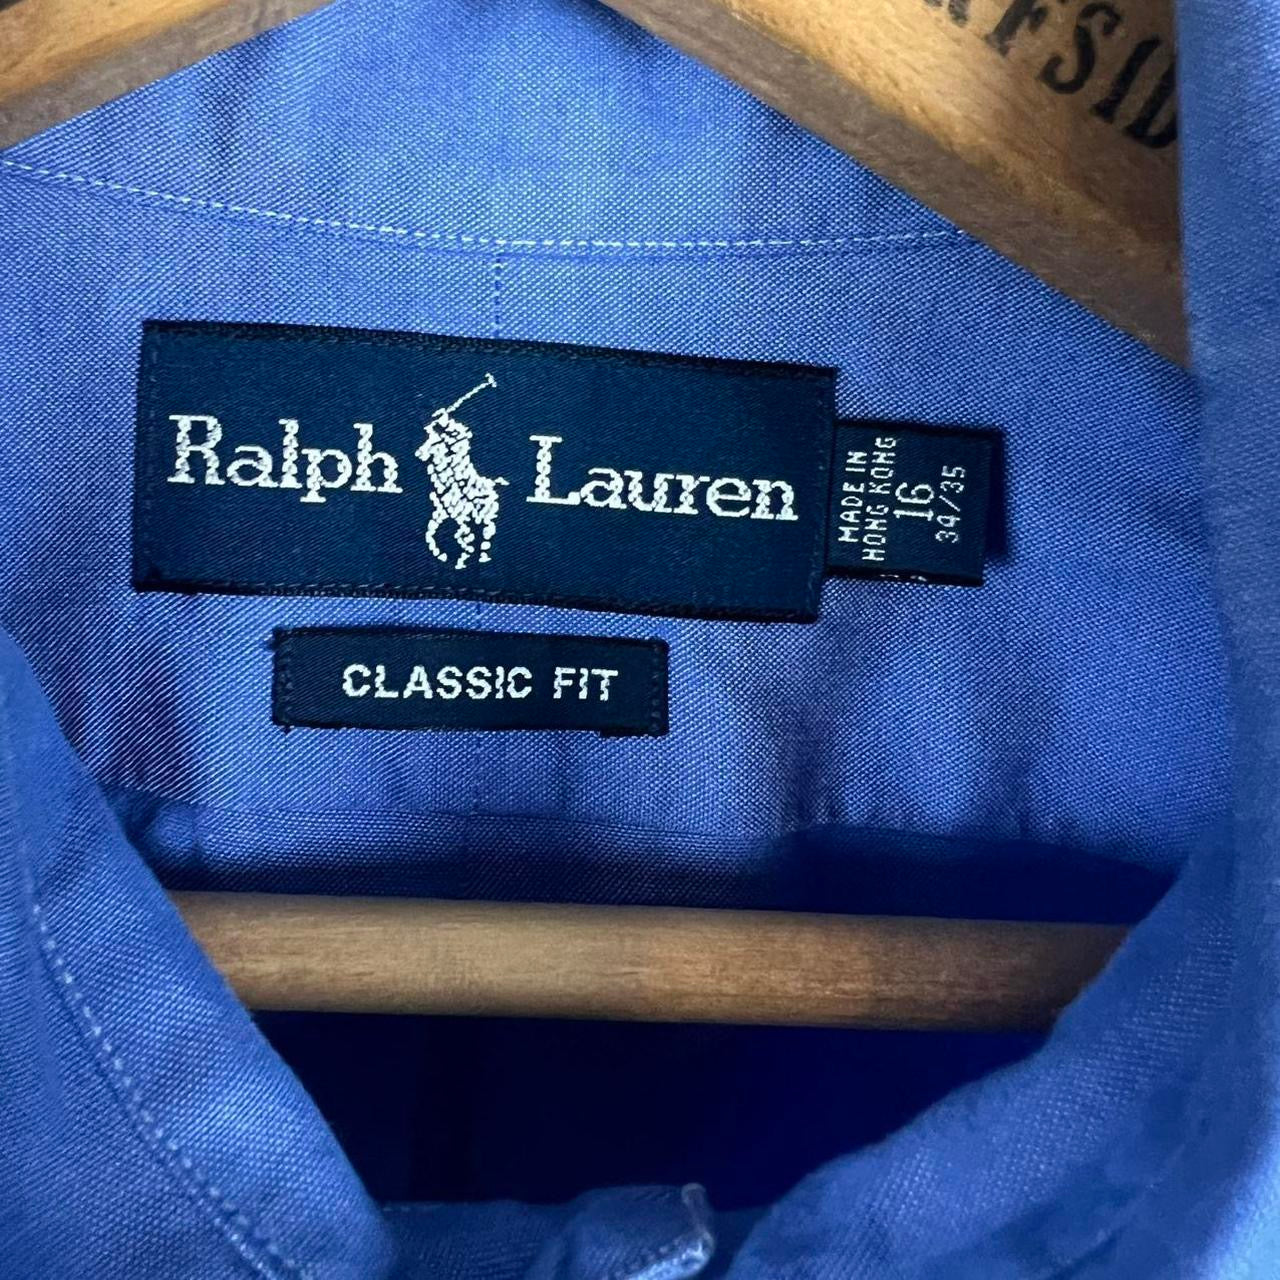 Ralph Lauren
MADE IN
HONG KONG
16
34/35
CLASSIC FIT